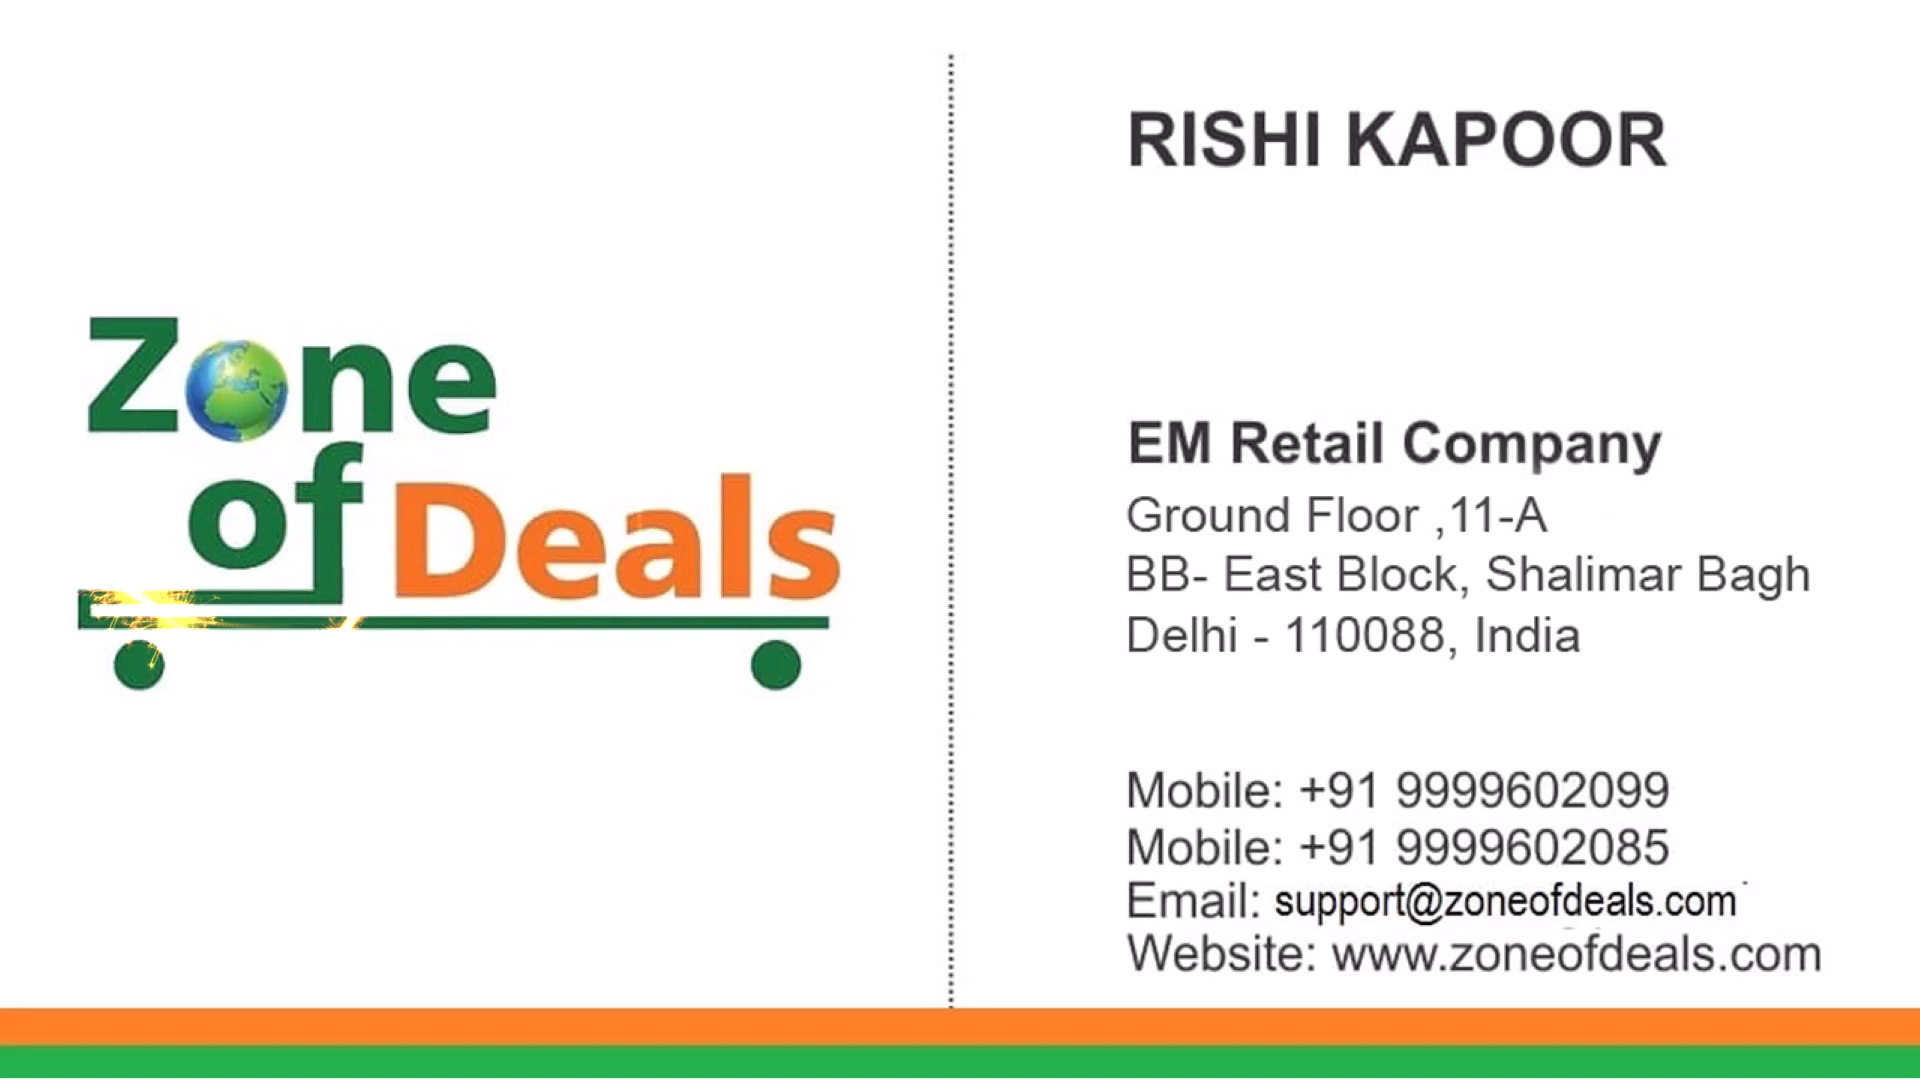 Zone
of Deals
RISHI KAPOOR
EM Retail Company
Ground Floor ,11-A
BB- East Block, Shalimar Bagh
Delhi - 110088, India
Mobile: +91 9999602099
Mobile: +91 9999602085
Email: support@zoneofdeals.com
Website: www.zoneofdeals.com